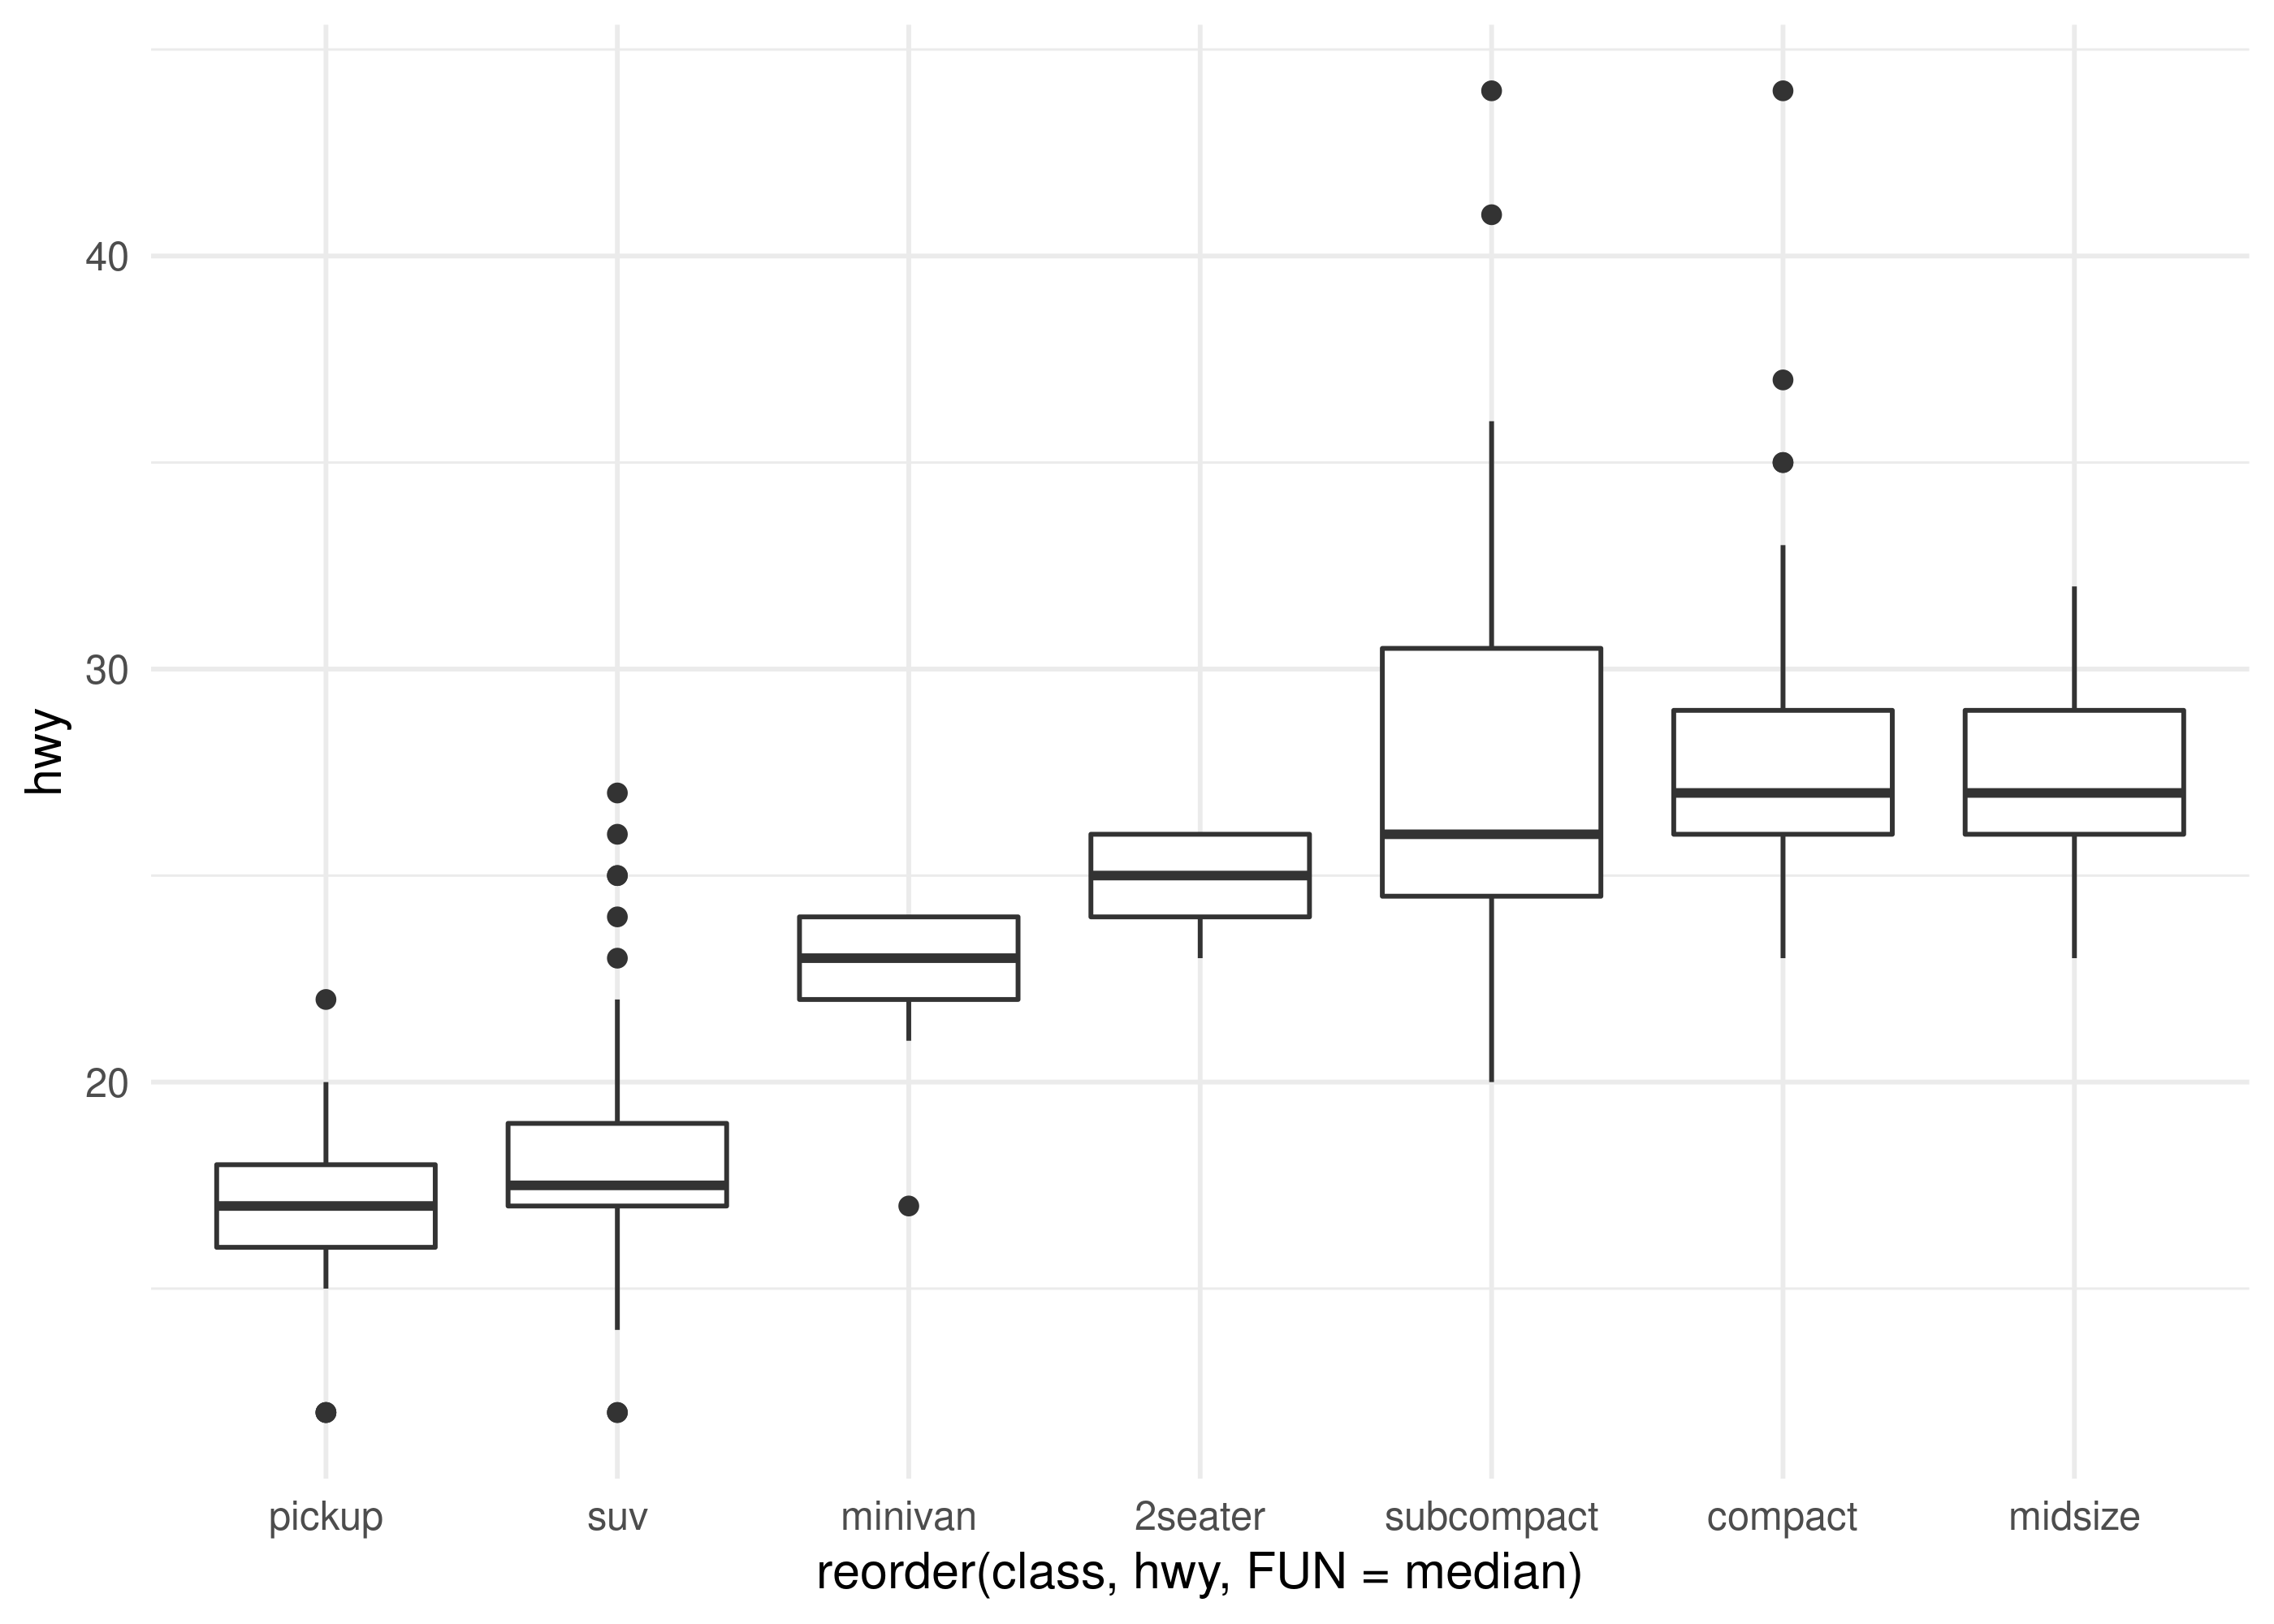 hwy
40
30
20
pickup suv minivan 2seater subcompact compact midsize
reorder(class, hwy, FUN = median)